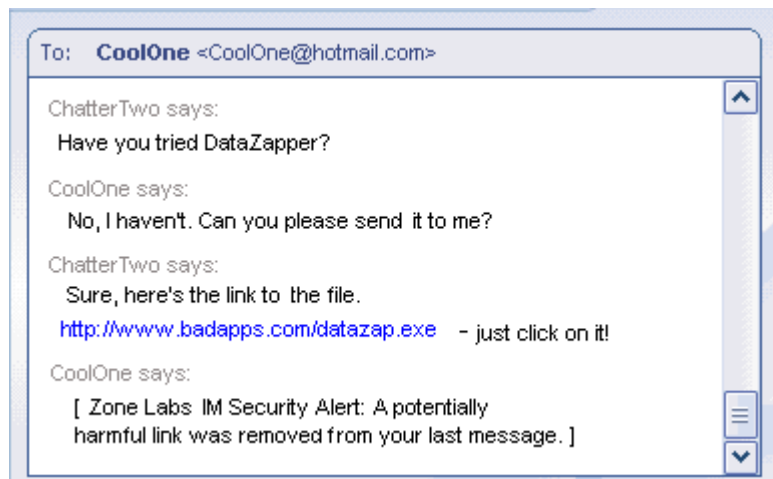 To: CoolOne <CoolOne@hotmail.com>
ChatterTwo says:
Have you tried DataZapper?
CoolOne says:
No, I haven't. Can you please send it to me?
ChatterTwo says:
Sure, here's the link to the file.
http://www.badapps.com/datazap.exe - just click on it!
CoolOne says:
[ Zone Labs IM Security Alert: A potentially
harmful link was removed from your last message. ]